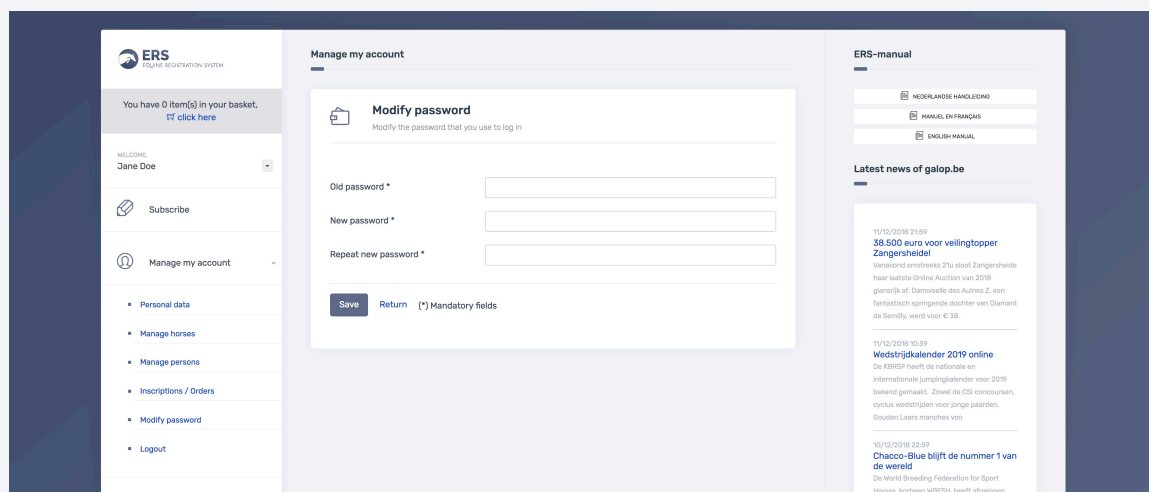 ERS
EQUINE REGISTRATION SYSTEM
You have 0 item(s) in your basket,
click here
WELCOME,
Jane Doe
Subscribe
Manage my account
Personal data
Manage horses
Manage persons
Inscriptions / Orders
Modify password
Logout
Manage my account
Modify password
Modify the password that you use to log in
Old password *
New password *
Repeat new password *
Save Return (*) Mandatory fields
ERS-manual
NEDERLANDSE HANDLEIDING
MANUEL EN FRANÇAIS
ENGLISH MANUAL
Latest news of galop.be
11/12/2018 21:59
38.500 euro voor veilingtopper
Zangersheidel
Vanavond omstreeks 21u sloot Zangersheide
haar laatste Online Auction van 2018
glansrijk af. Damoiselle des Aulnes Z, een
fantastisch springende dochter van Diamant
de Semilly, werd voor € 38.
11/12/2018 10:39
Wedstrijdkalender 2019 online
De KBRSF heeft de nationale en
internationale jumpingkalender voor 2019
bekend gemaakt. Zowel de CSI concoursen,
cyclus wedstrijden voor jonge paarden,
Gouden Laars manches voo
10/12/2018 22:59
Chacco-Blue blijft de nummer 1 van
de wereld
De World Breeding Federation for Sport
Horses, kortweg WBFSH, heeft afgelopen